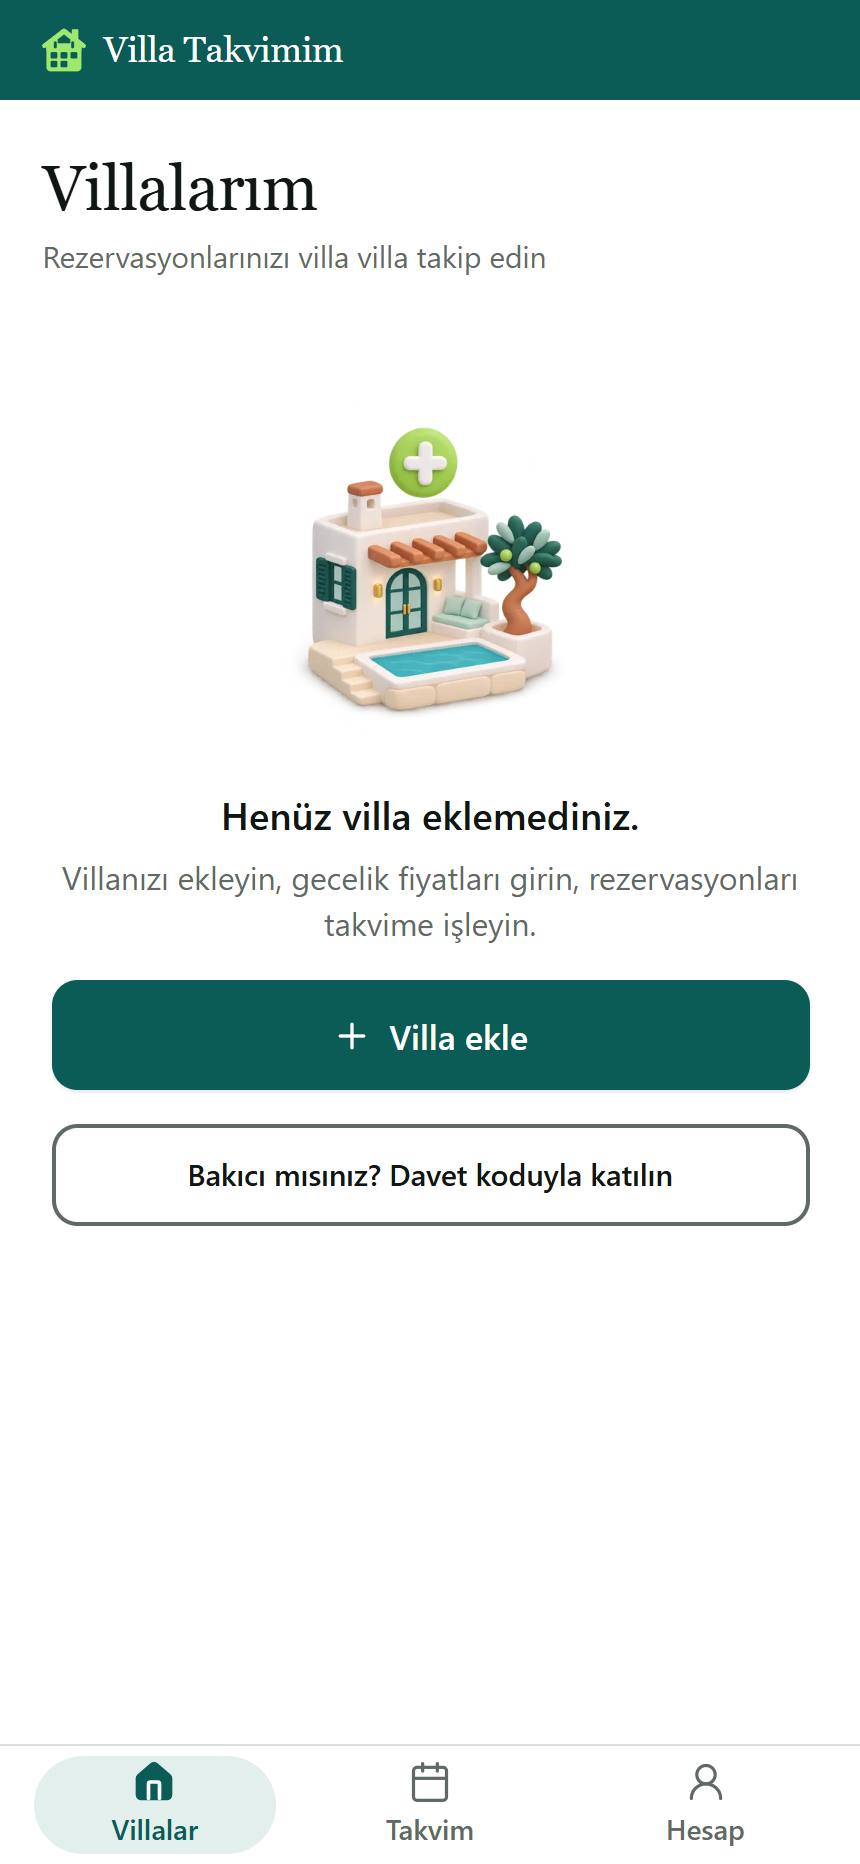 Villa Takvimim
Villalarım
Rezervasyonlarınızı villa villa takip edin
Henüz villa eklemediniz.
Villanızı ekleyin, gecelik fiyatları girin, rezervasyonları
takvime işleyin.
+ Villa ekle
Bakıcı mısınız? Davet koduyla katılın
Villalar
Takvim
Hesap